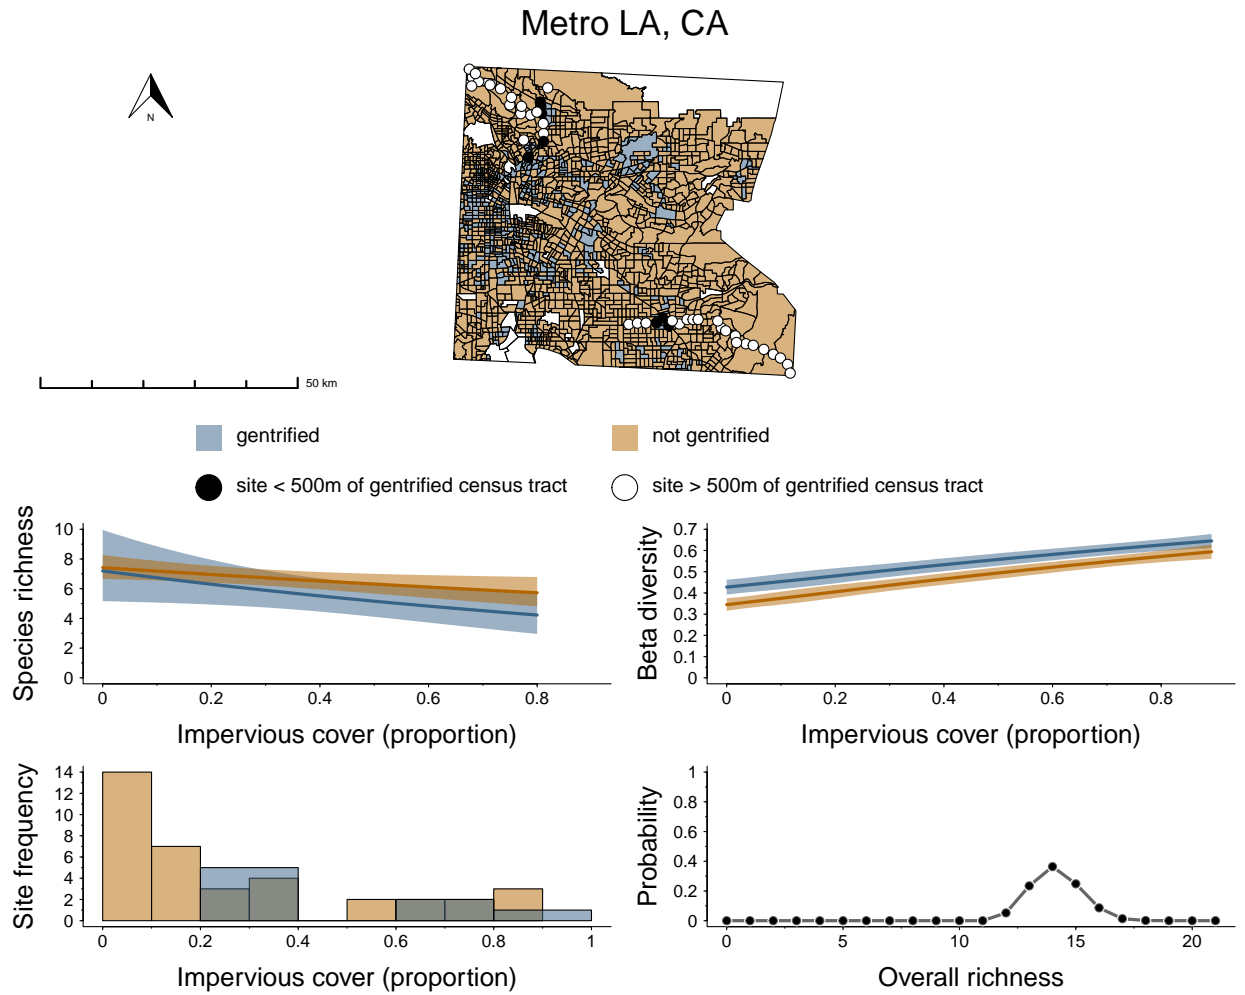 Metro LA, CA
N
50 km
gentrified
not gentrified
site < 500m of gentrified census tract
site > 500m of gentrified census tract
Species richness
10
8
6
4
2
0
0 0.2 0.4 0.6 0.8
Impervious cover (proportion)
Beta diversity
0.7
0.6
0.5
0.4
0.3
0.2
0.1
0
0 0.2 0.4 0.6 0.8
Impervious cover (proportion)
Site frequency
14
12
10
8
6
4
2
0
0 0.2 0.4 0.6 0.8 1
Impervious cover (proportion)
Probability
1
0.8
0.6
0.4
0.2
0
0 5 10 15 20
Overall richness